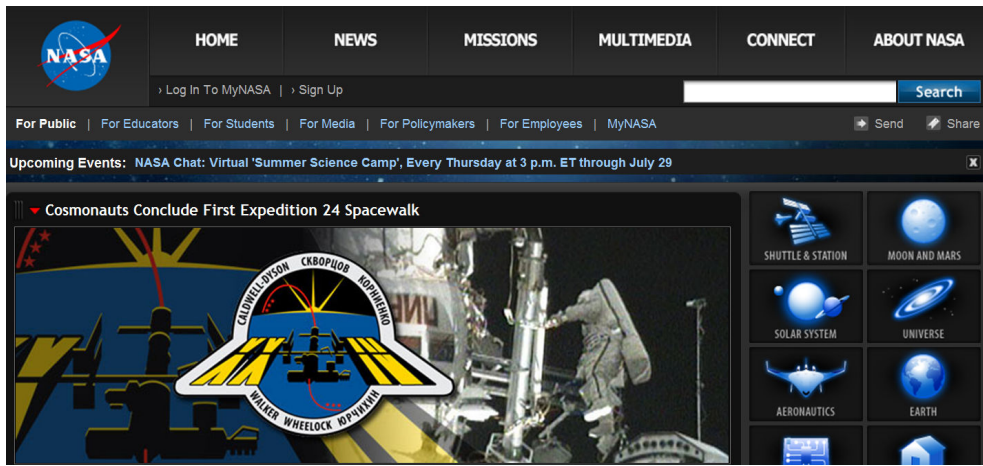 NASA
HOME NEWS MISSIONS MULTIMEDIA CONNECT ABOUT NASA
› Log In To MyNASA | › Sign Up
Search
For Public | For Educators | For Students | For Media | For Policymakers | For Employees | MyNASA
Send Share
Upcoming Events: NASA Chat: Virtual 'Summer Science Camp', Every Thursday at 3 p.m. ET through July 29
X
Cosmonauts Conclude First Expedition 24 Spacewalk
CALDWELL-DYSON СКВОРЦОВ КОРНИЕНКО
WALKER WHEELOCK ЮРЧИХИН
SHUTTLE & STATION
MOON AND MARS
SOLAR SYSTEM
UNIVERSE
AERONAUTICS
EARTH